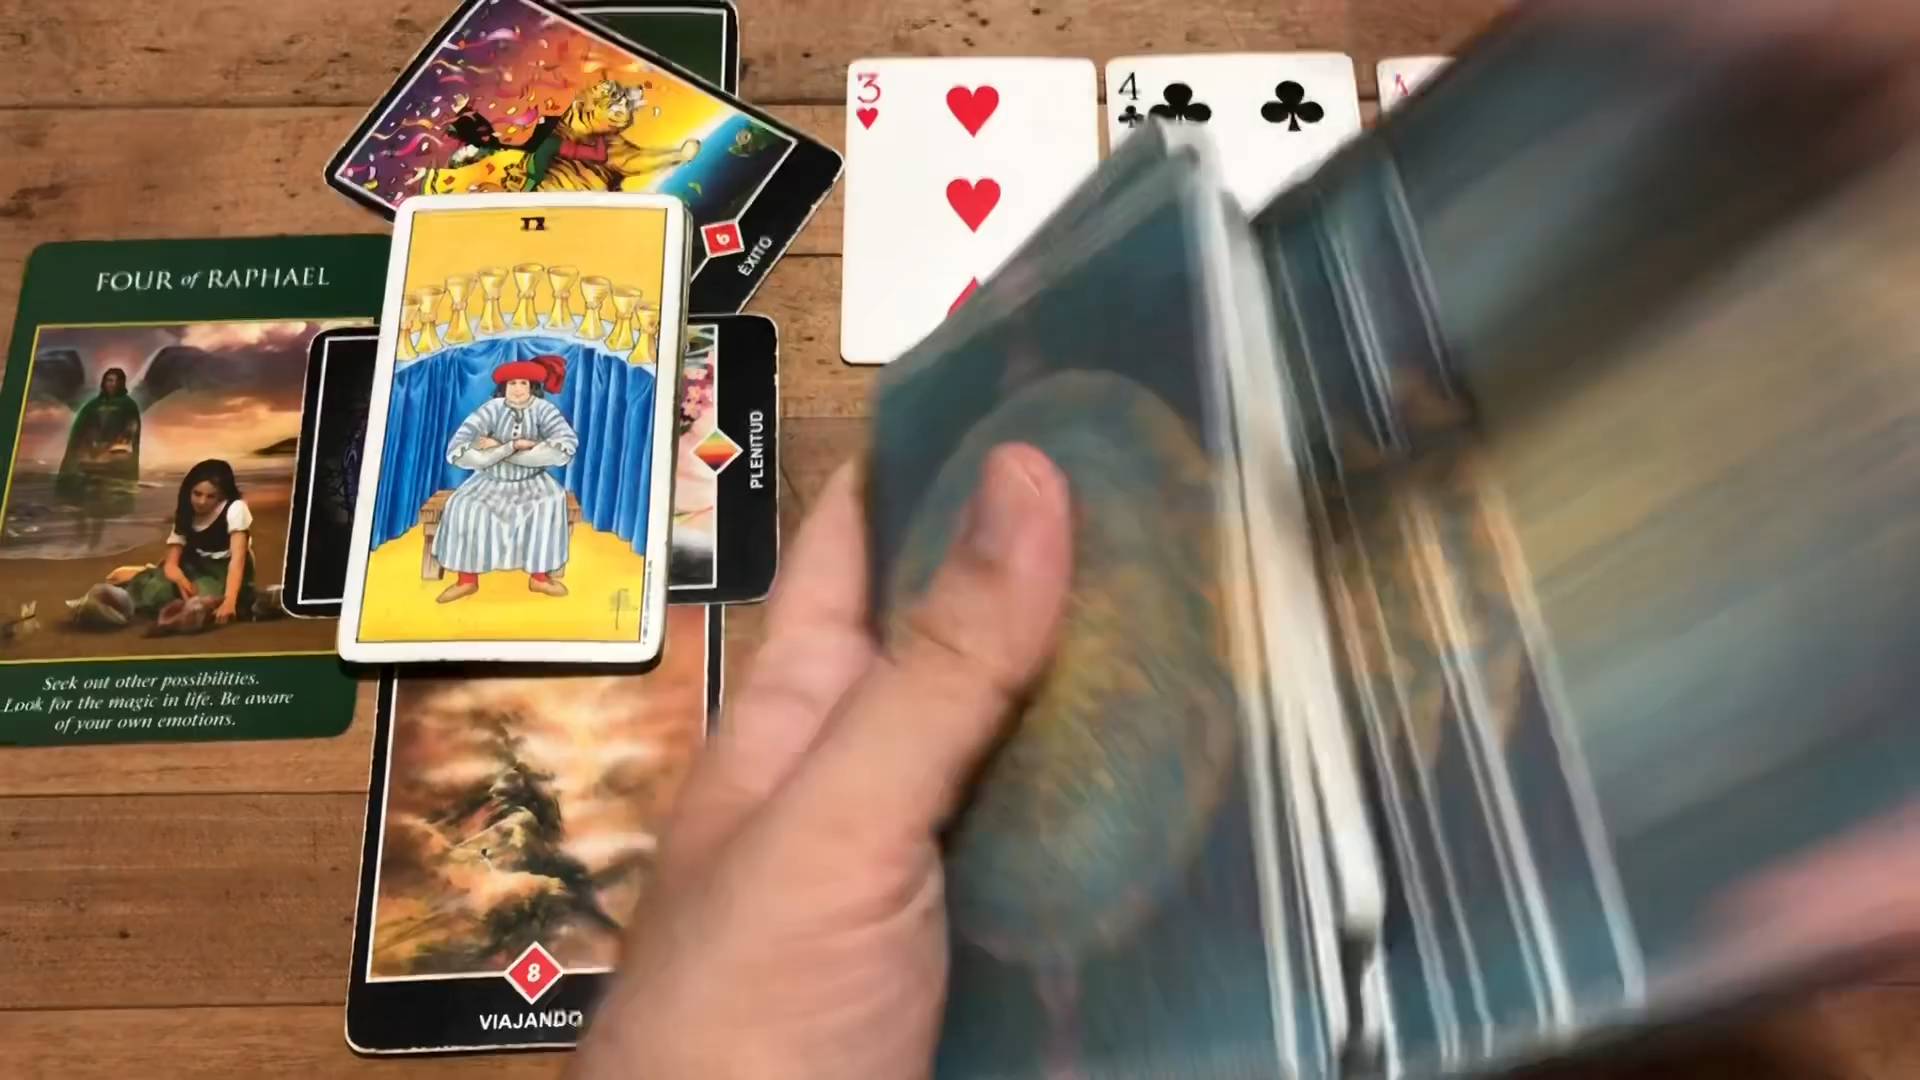 3
4
A
6
ÉXITO
FOUR of RAPHAEL
IX
PLENITUD
Seek out other possibilities.
Look for the magic in life. Be aware
of your own emotions.
8
VIAJANDO